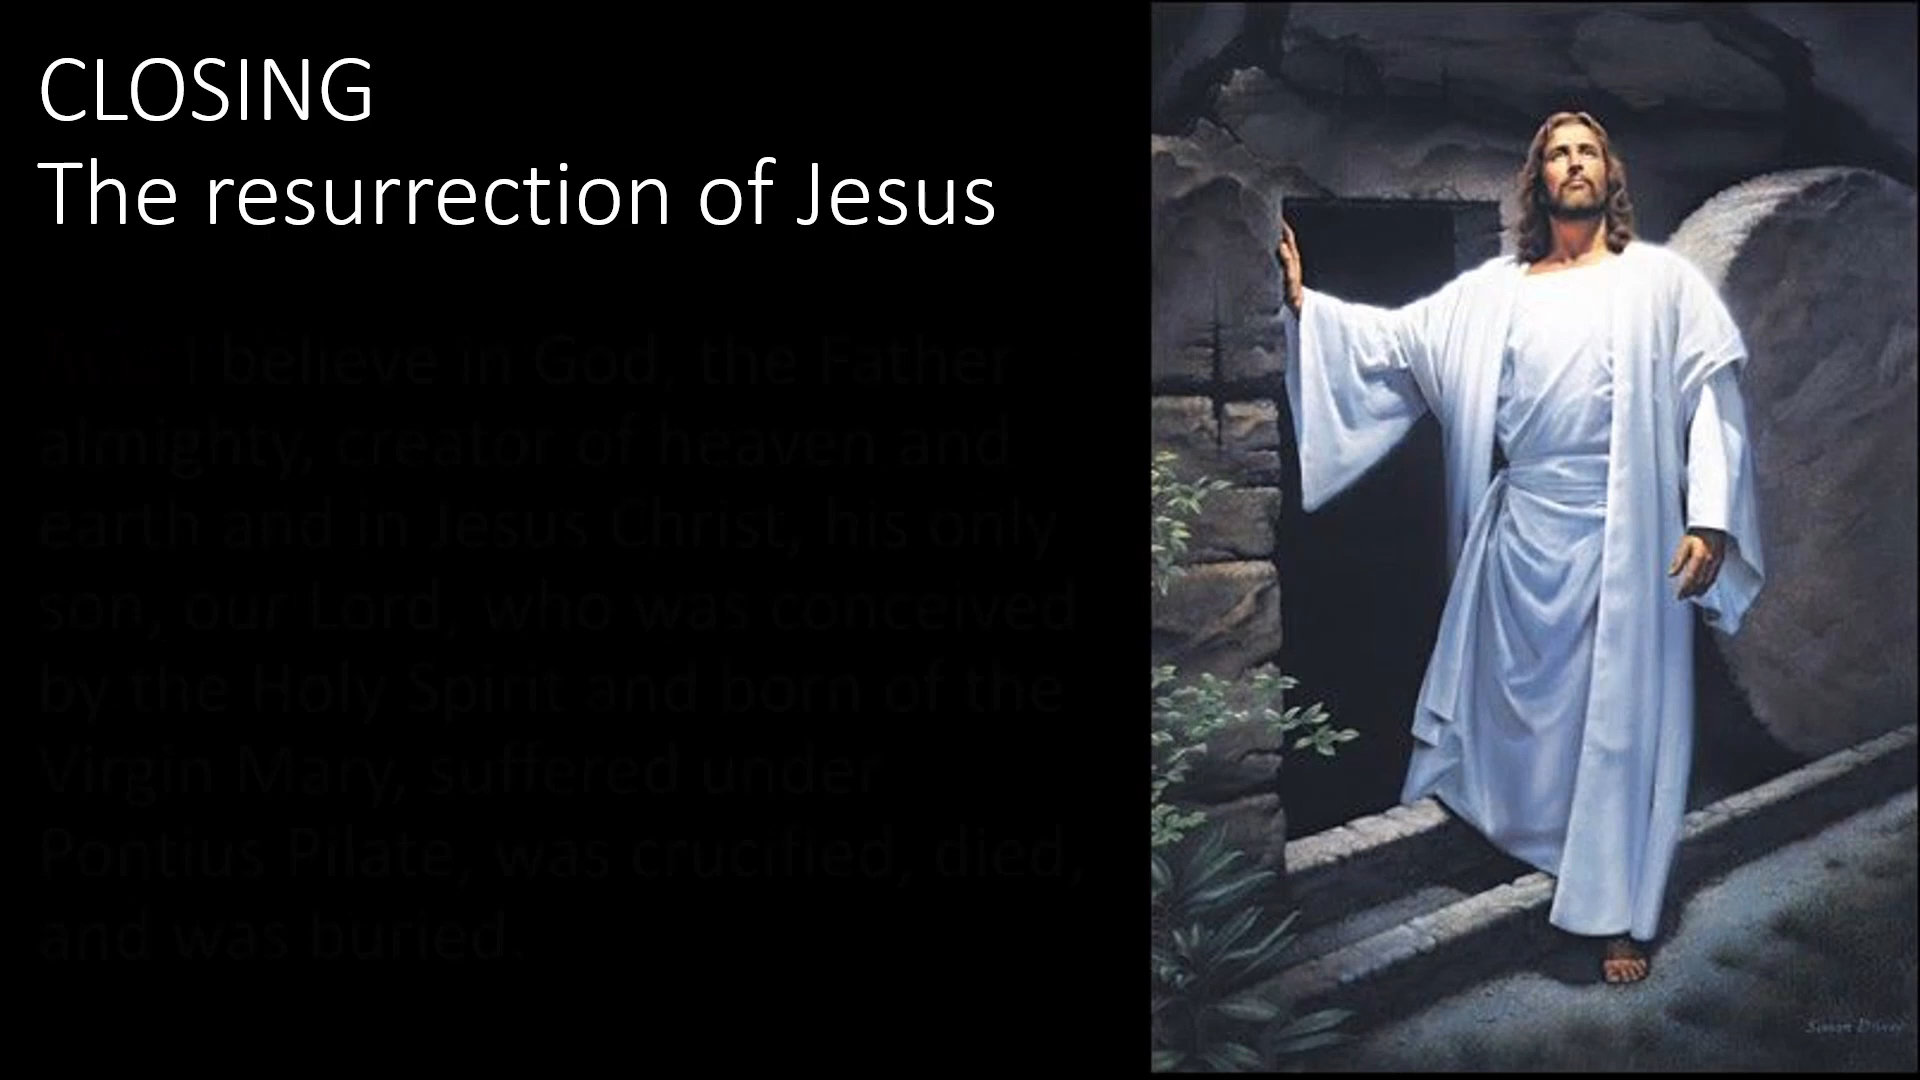 CLOSING
The resurrection of Jesus
All: I believe in God, the Father
almighty, creator of heaven and
earth and in Jesus Christ, his only
son, our Lord, who was conceived
by the Holy Spirit and born of the
Virgin Mary, suffered under
Pontius Pilate, was crucified, died,
and was buried.